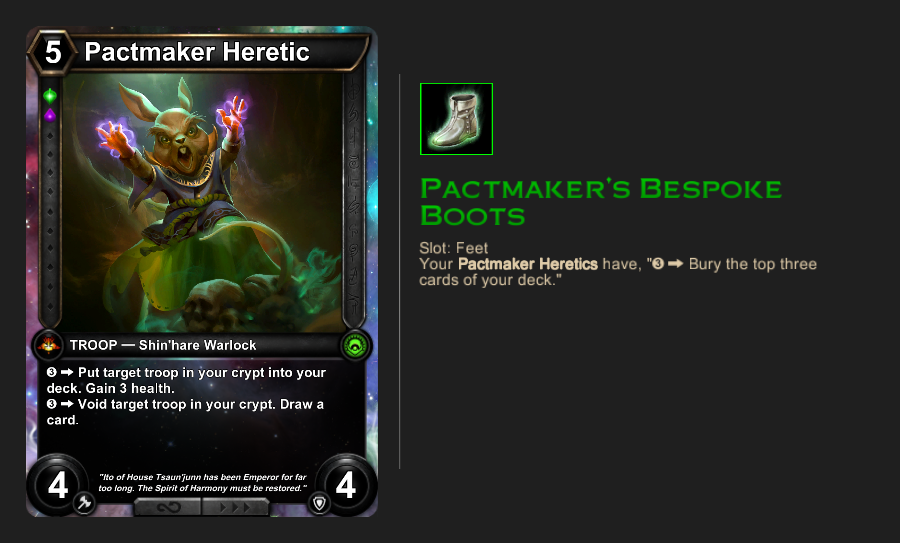 5 Pactmaker Heretic
TROOP — Shin'hare Warlock
❸ ➡ Put target troop in your crypt into your
deck. Gain 3 health.
❸ ➡ Void target troop in your crypt. Draw a
card.
"Ito of House Tsaun'junn has been Emperor for far
too long. The Spirit of Harmony must be restored."
4
4
Pactmaker's Bespoke
Boots
Slot: Feet
Your Pactmaker Heretics have, "❸ ➡ Bury the top three
cards of your deck."